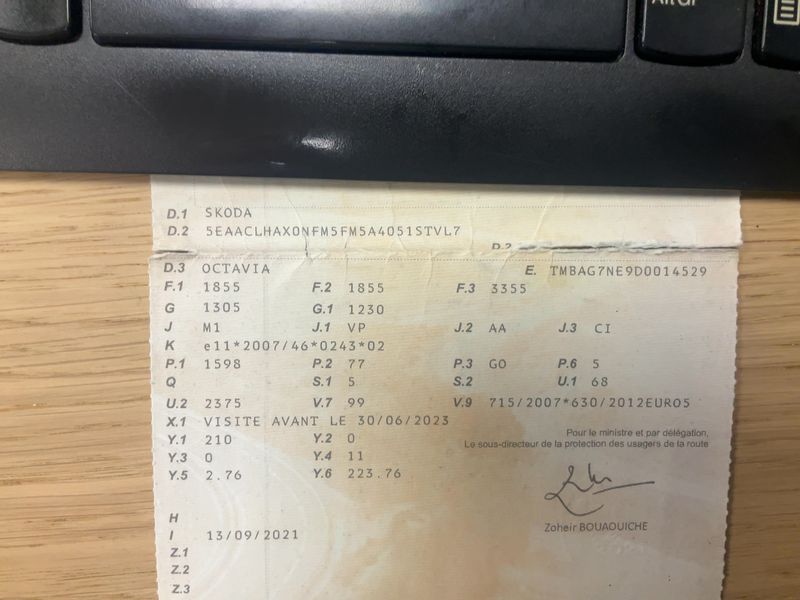 Alt Gr
D.1 SKODA
D.2 5EAACLHAX0NFM5FM5A4051STVL7
D.2
D.3 OCTAVIA E. TMBAG7NE9D0014529
F.1 1855 F.2 1855 F.3 3355
G 1305 G.1 1230
J M1 J.1 VP J.2 AA J.3 CI
K e11*2007/46*0243*02
P.1 1598 P.2 77 P.3 GO P.6 5
Q S.1 5 S.2 U.1 68
U.2 2375 V.7 99 V.9 715/2007*630/2012EURO5
X.1 VISITE AVANT LE 30/06/2023
Y.1 210 Y.2 0
Pour le ministre et par délégation,
Le sous-directeur de la protection des usagers de la route
Y.3 0 Y.4 11
Y.5 2.76 Y.6 223.76
H
Zoheir BOUAOUICHE
I 13/09/2021
Z.1
Z.2
Z.3